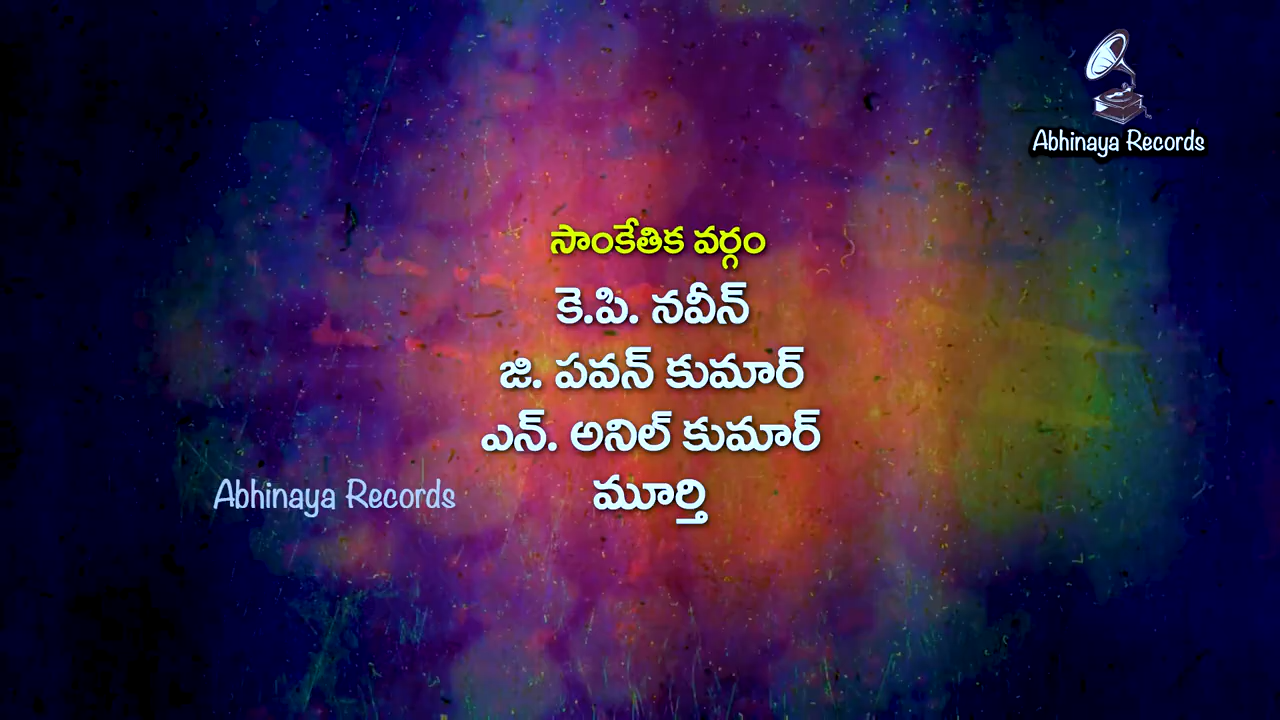 Abhinaya Records
సాంకేతిక వర్గం
కె.పి. నవీన్
జి. పవన్ కుమార్
ఎన్. అనిల్ కుమార్
Abhinaya Records
మూర్తి